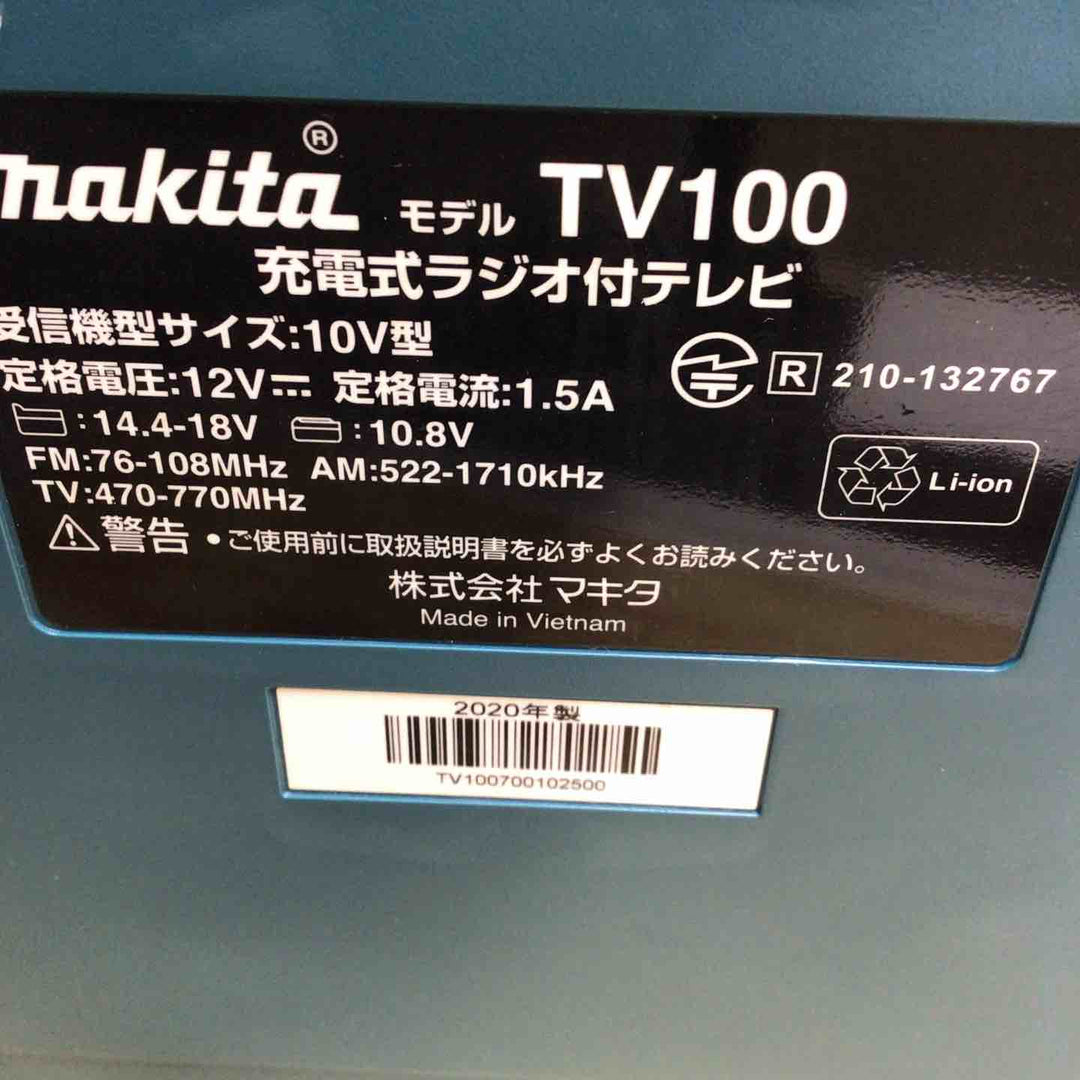 makita®
モデル TV100
充電式ラジオ付テレビ
受信機型サイズ:10V型
定格電圧:12V⎓ 定格電流:1.5A
R 210-132767
:14.4-18V :10.8V
FM:76-108MHz AM:522-1710kHz
TV:470-770MHz
Li-ion
⚠警告 •ご使用前に取扱説明書を必ずよくお読みください。
株式会社マキタ
Made in Vietnam
2020年製
TV100700102500